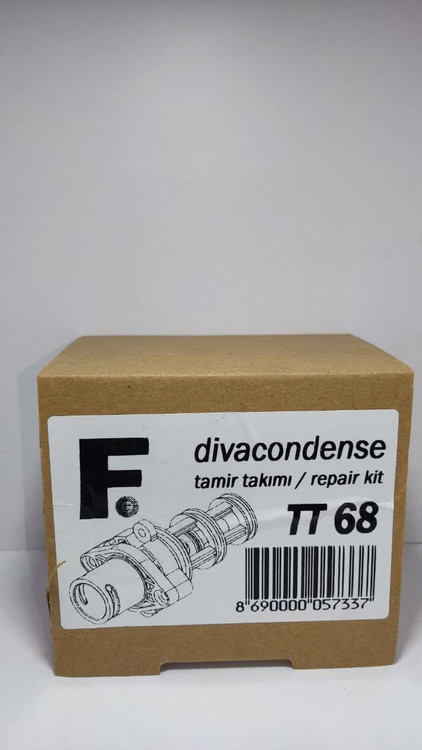 F
divacondense
tamir takımı / repair kit
TT 68
8 690000 057337